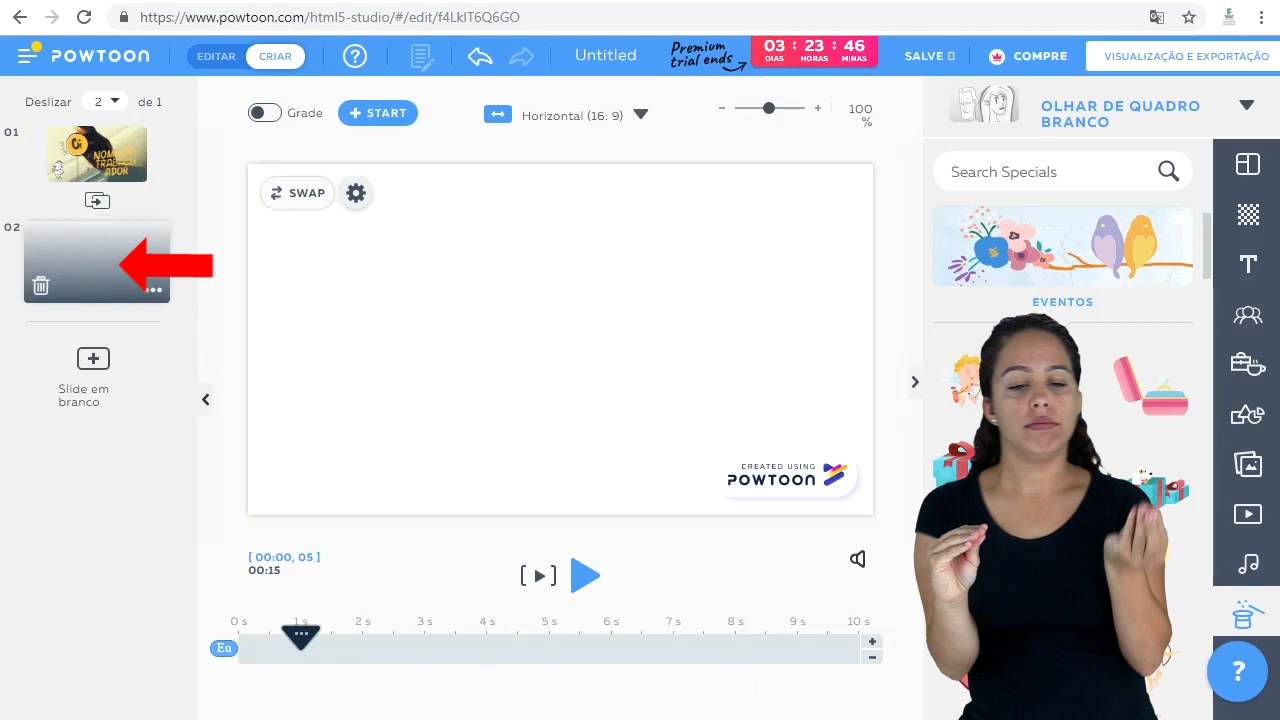 https://www.powtoon.com/html5-studio/#/edit/f4LkIT6Q6GO
POWTOON
EDITAR
CRIAR
?
Untitled
Premium trial ends
03 : 23 : 46
DIAS HORAS MINAS
SALVE
COMPRE
VISUALIZAÇÃO E EXPORTAÇÃO
Deslizar 2 de 1
Grade
+ START
Horizontal (16: 9)
− +
100
%
OLHAR DE QUADRO
BRANCO
01
02
Slide em
branco
SWAP
CREATED USING
POWTOON
Search Specials
EVENTOS
[ 00:00, 05 ]
00:15
0 s 1 s 2 s 3 s 4 s 5 s 6 s 7 s 8 s 9 s 10 s
Eu
+
−
?